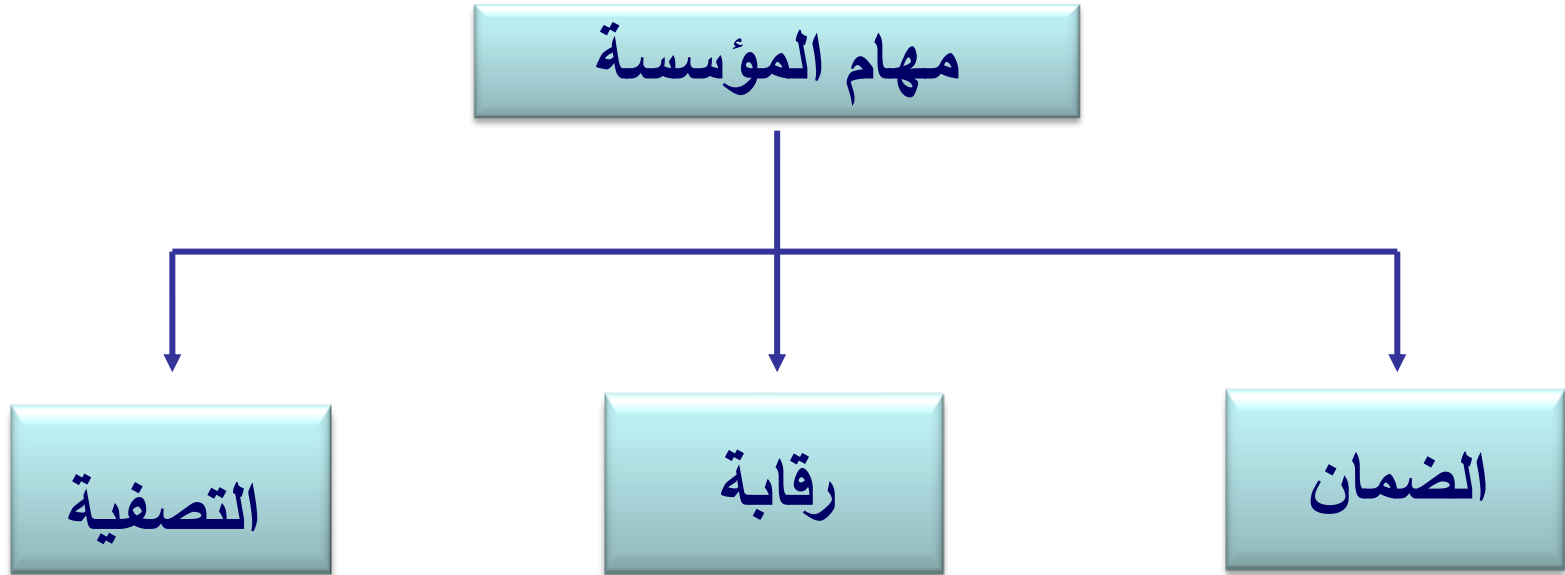 مهام المؤسسة
الضمان
رقابة
التصفية